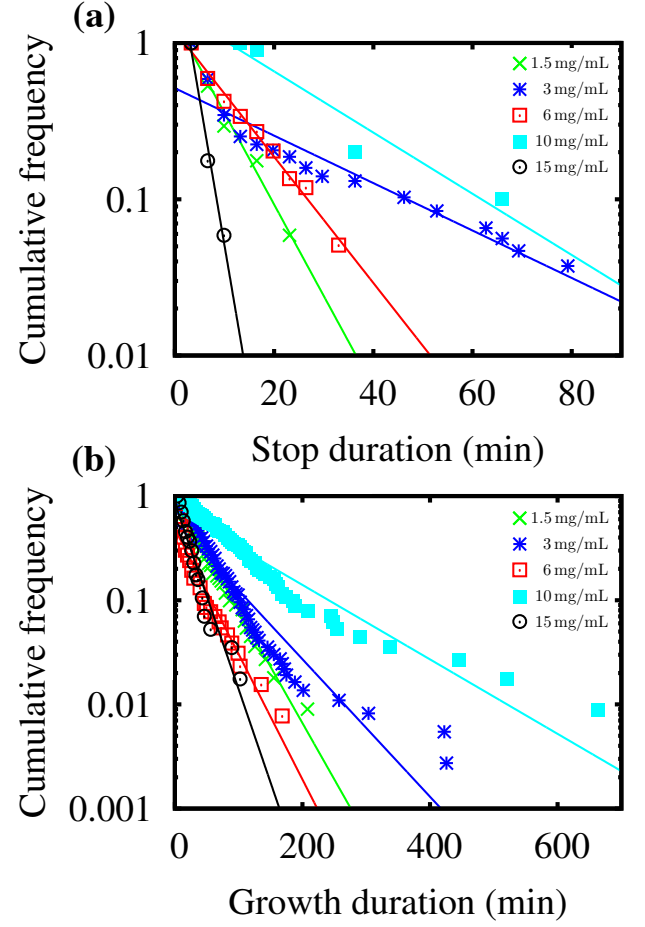 (a)
1
0.1
0.01
Cumulative frequency
1.5 mg/mL
3 mg/mL
6 mg/mL
10 mg/mL
15 mg/mL
0 20 40 60 80
Stop duration (min)
(b)
1
0.1
0.01
0.001
Cumulative frequency
1.5 mg/mL
3 mg/mL
6 mg/mL
10 mg/mL
15 mg/mL
0 200 400 600
Growth duration (min)